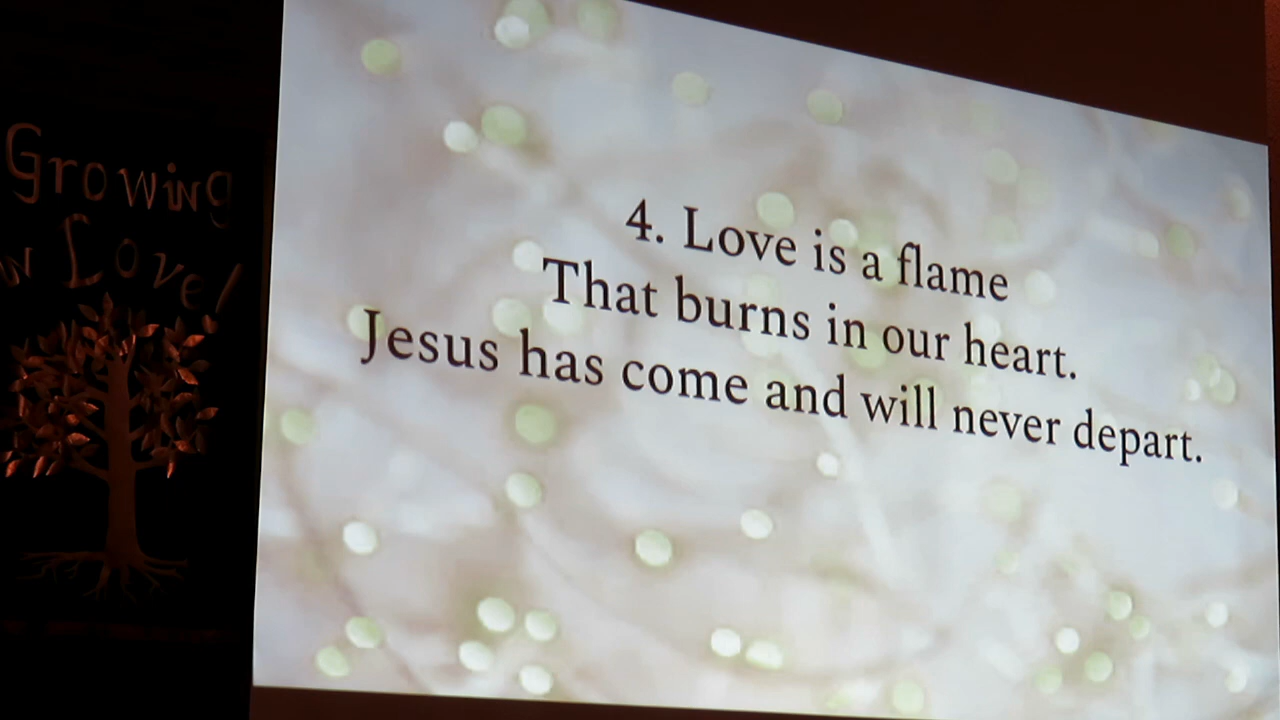 Growing
Love!
4. Love is a flame
That burns in our heart.
Jesus has come and will never depart.